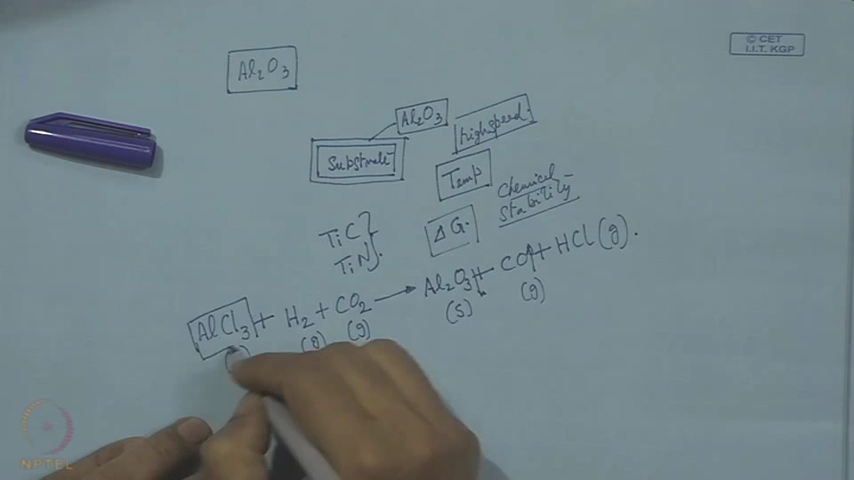 © CET
I.I.T. KGP
Al₂O₃
Al₂O₃
High speed.
Substrate
Temp
Chemical
stability
TiC
TiN
ΔG.
AlCl₃ + H₂ + CO₂ → Al₂O₃ + CO↑ + HCl (g).
(g) (g) (s) (g)
NPTEL